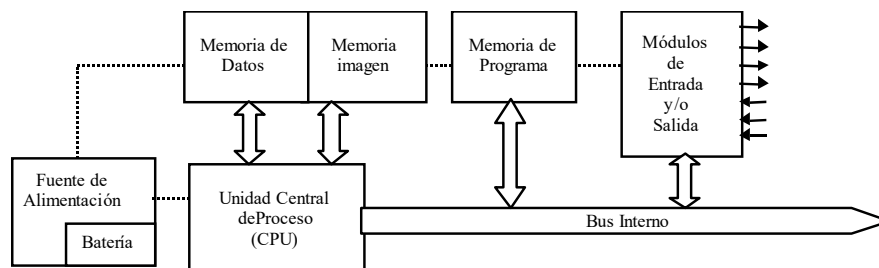 Memoria de
Datos
Memoria
imagen
Memoria de
Programa
Módulos
de
Entrada
y/o
Salida
Fuente de
Alimentación
Batería
Unidad Central
deProceso
(CPU)
Bus Interno